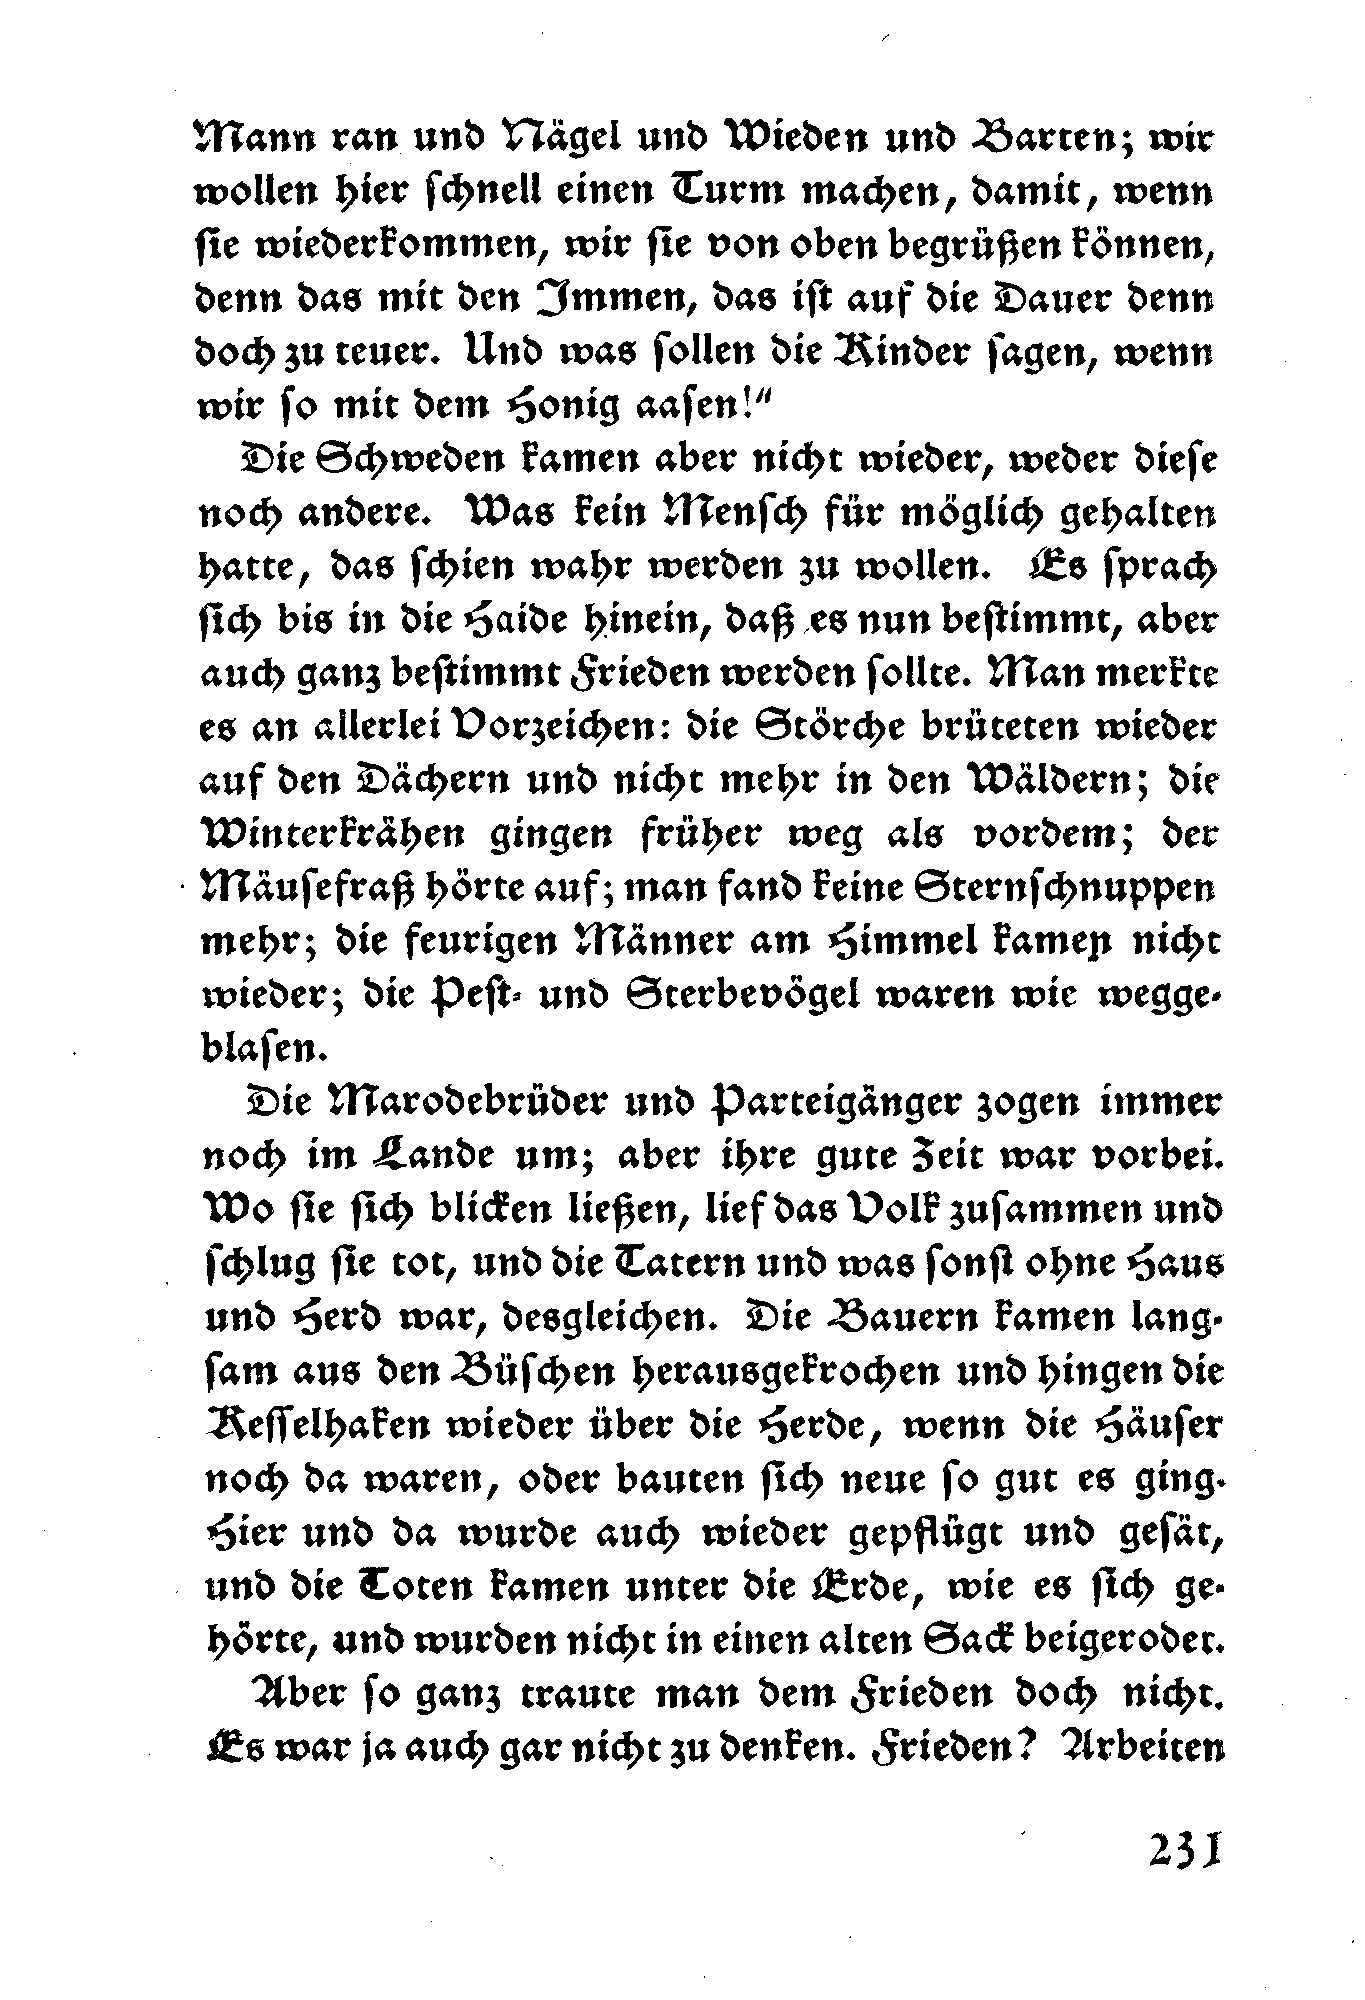 Mann ran und Nägel und Wieden und Barten; wir
wollen hier schnell einen Turm machen, damit, wenn
sie wiederkommen, wir sie von oben begrüßen können,
denn das mit den Immen, das ist auf die Dauer denn
doch zu teuer. Und was sollen die Kinder sagen, wenn
wir so mit dem Honig aasen!“
Die Schweden kamen aber nicht wieder, weder diese
noch andere. Was kein Mensch für möglich gehalten
hatte, das schien wahr werden zu wollen. Es sprach
sich bis in die Haide hinein, daß es nun bestimmt, aber
auch ganz bestimmt Frieden werden sollte. Man merkte
es an allerlei Vorzeichen: die Störche brüteten wieder
auf den Dächern und nicht mehr in den Wäldern; die
Winterkrähen gingen früher weg als vordem; der
Mäusefraß hörte auf; man fand keine Sternschnuppen
mehr; die feurigen Männer am Himmel kamen nicht
wieder; die Pest- und Sterbevögel waren wie wegge-
blasen.
Die Marodebrüder und Parteigänger zogen immer
noch im Lande um; aber ihre gute Zeit war vorbei.
Wo sie sich blicken ließen, lief das Volk zusammen und
schlug sie tot, und die Tatern und was sonst ohne Haus
und Herd war, desgleichen. Die Bauern kamen lang-
sam aus den Büschen herausgekrochen und hingen die
Kesselhaken wieder über die Herde, wenn die Häuser
noch da waren, oder bauten sich neue so gut es ging.
Hier und da wurde auch wieder gepflügt und gesät,
und die Toten kamen unter die Erde, wie es sich ge-
hörte, und wurden nicht in einen alten Sack beigerodet.
Aber so ganz traute man dem Frieden doch nicht.
Es war ja auch gar nicht zu denken. Frieden? Arbeiten
231